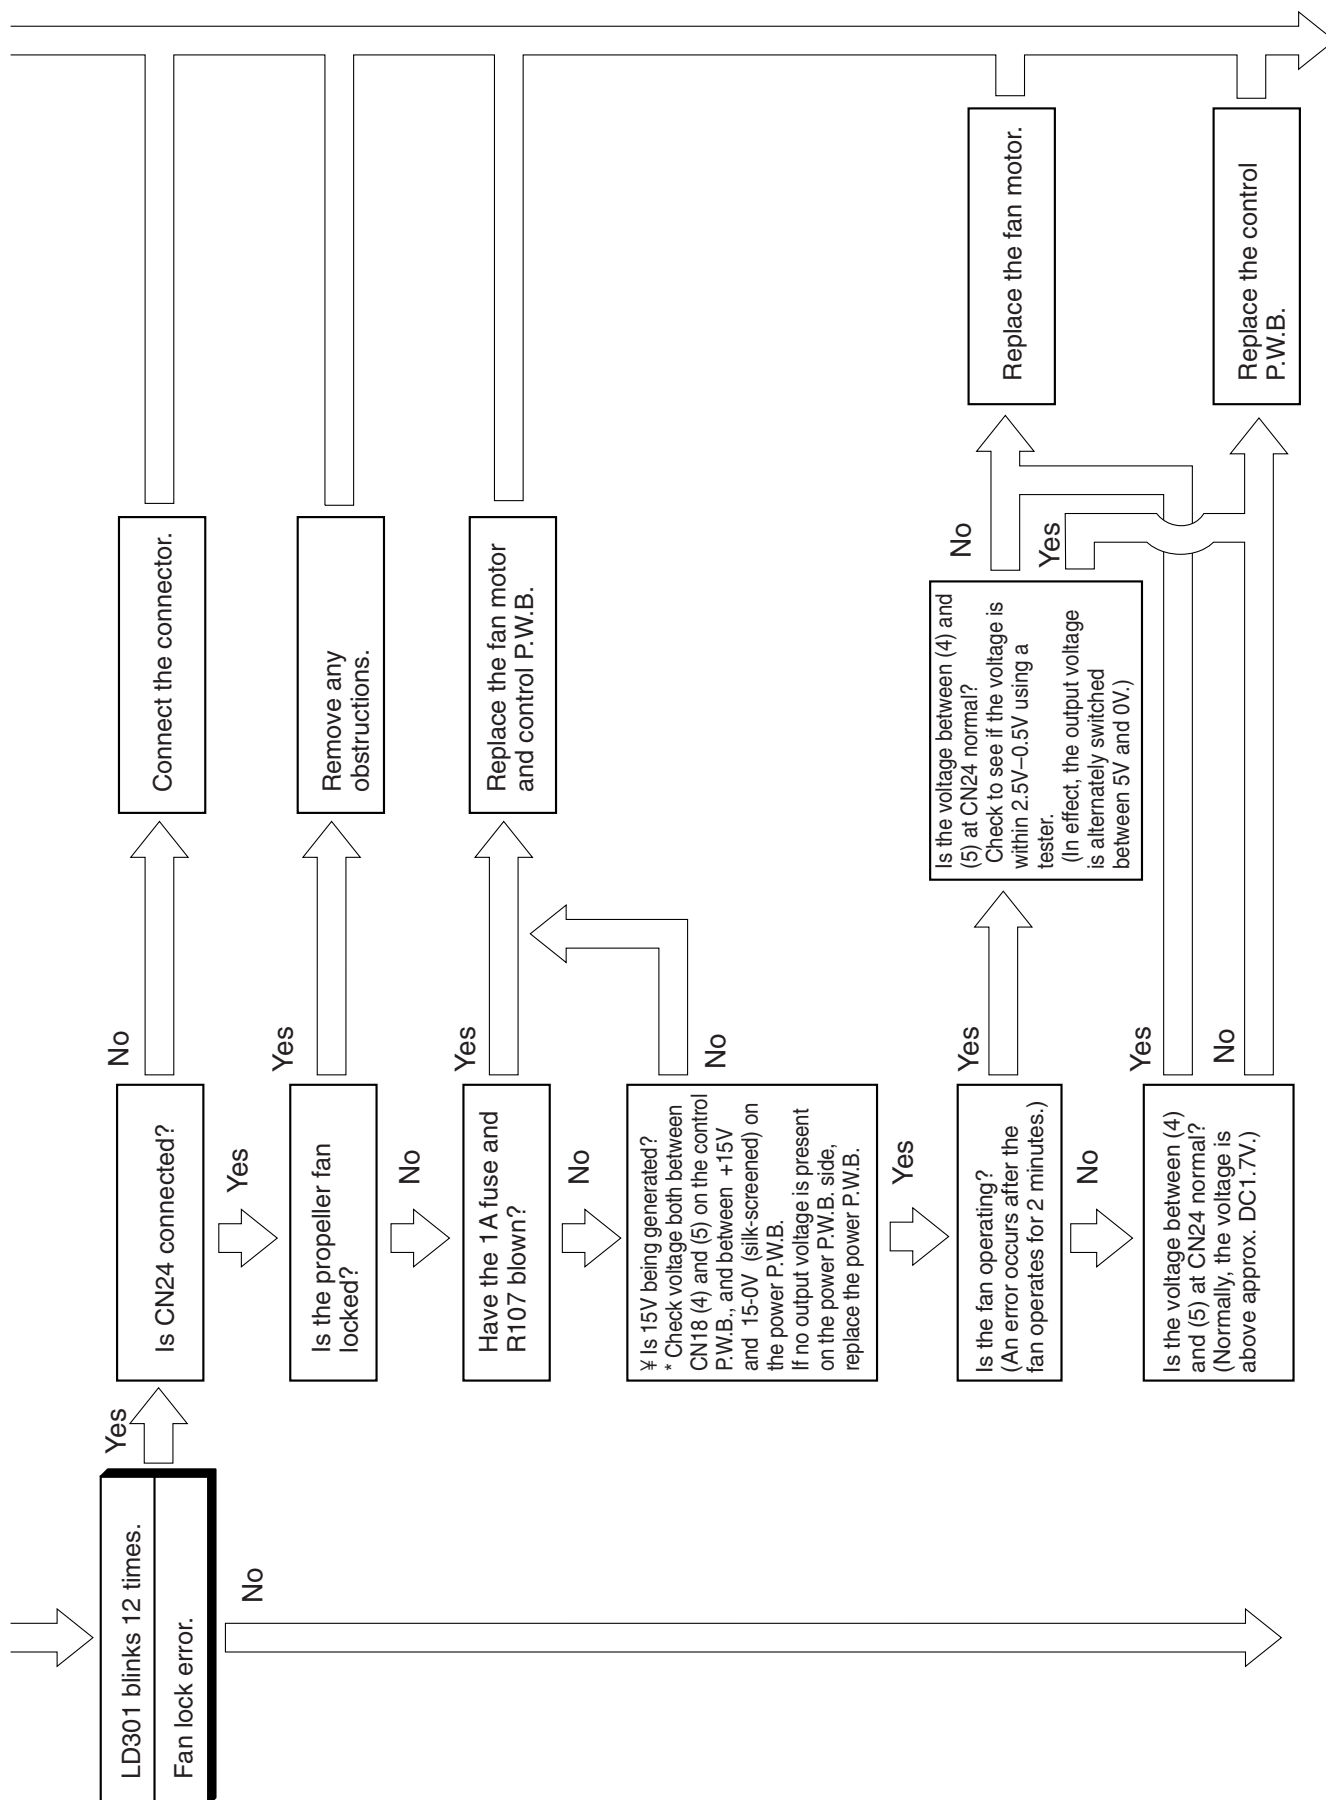 LD301 blinks 12 times.
Fan lock error.
No
Yes
Is CN24 connected?
No
Connect the connector.
Yes
Is the propeller fan
locked?
Yes
Remove any
obstructions.
No
Have the 1A fuse and
R107 blown?
Yes
Replace the fan motor
and control P.W.B.
No
¥ Is 15V being generated?
* Check voltage both between
CN18 (4) and (5) on the control
P.W.B., and between +15V
and 15-0V (silk-screened) on
the power P.W.B.
If no output voltage is present
on the power P.W.B. side,
replace the power P.W.B.
No
Yes
Is the fan operating?
(An error occurs after the
fan operates for 2 minutes.)
Yes
Is the voltage between (4) and
(5) at CN24 normal?
Check to see if the voltage is
within 2.5V–0.5V using a
tester.
(In effect, the output voltage
is alternately switched
between 5V and 0V.)
No
Replace the fan motor.
Yes
No
Is the voltage between (4)
and (5) at CN24 normal?
(Normally, the voltage is
above approx. DC1.7V.)
Yes
No
Replace the control
P.W.B.